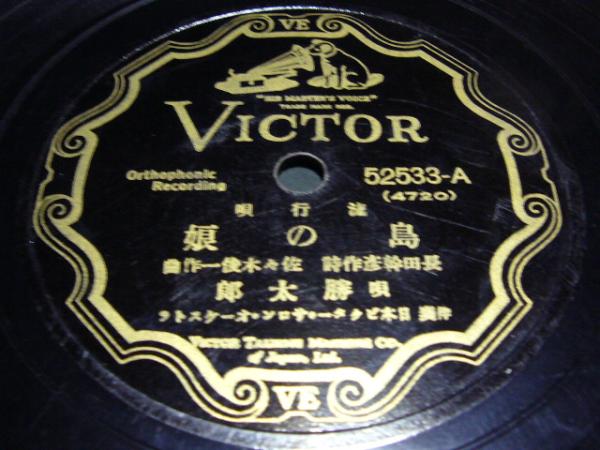 VE
"HIS MASTER'S VOICE"
TRADE MARK REG.
VICTOR
Orthophonic
Recording
52533-A
(4720)
流行唄
島の娘
長田幹彦作詩 佐々木俊一作曲
唄 勝太郎
伴奏 日本ビクター・サロン・オーケストラ
VICTOR TALKING MACHINE CO.
of Japan, Ltd.
VE